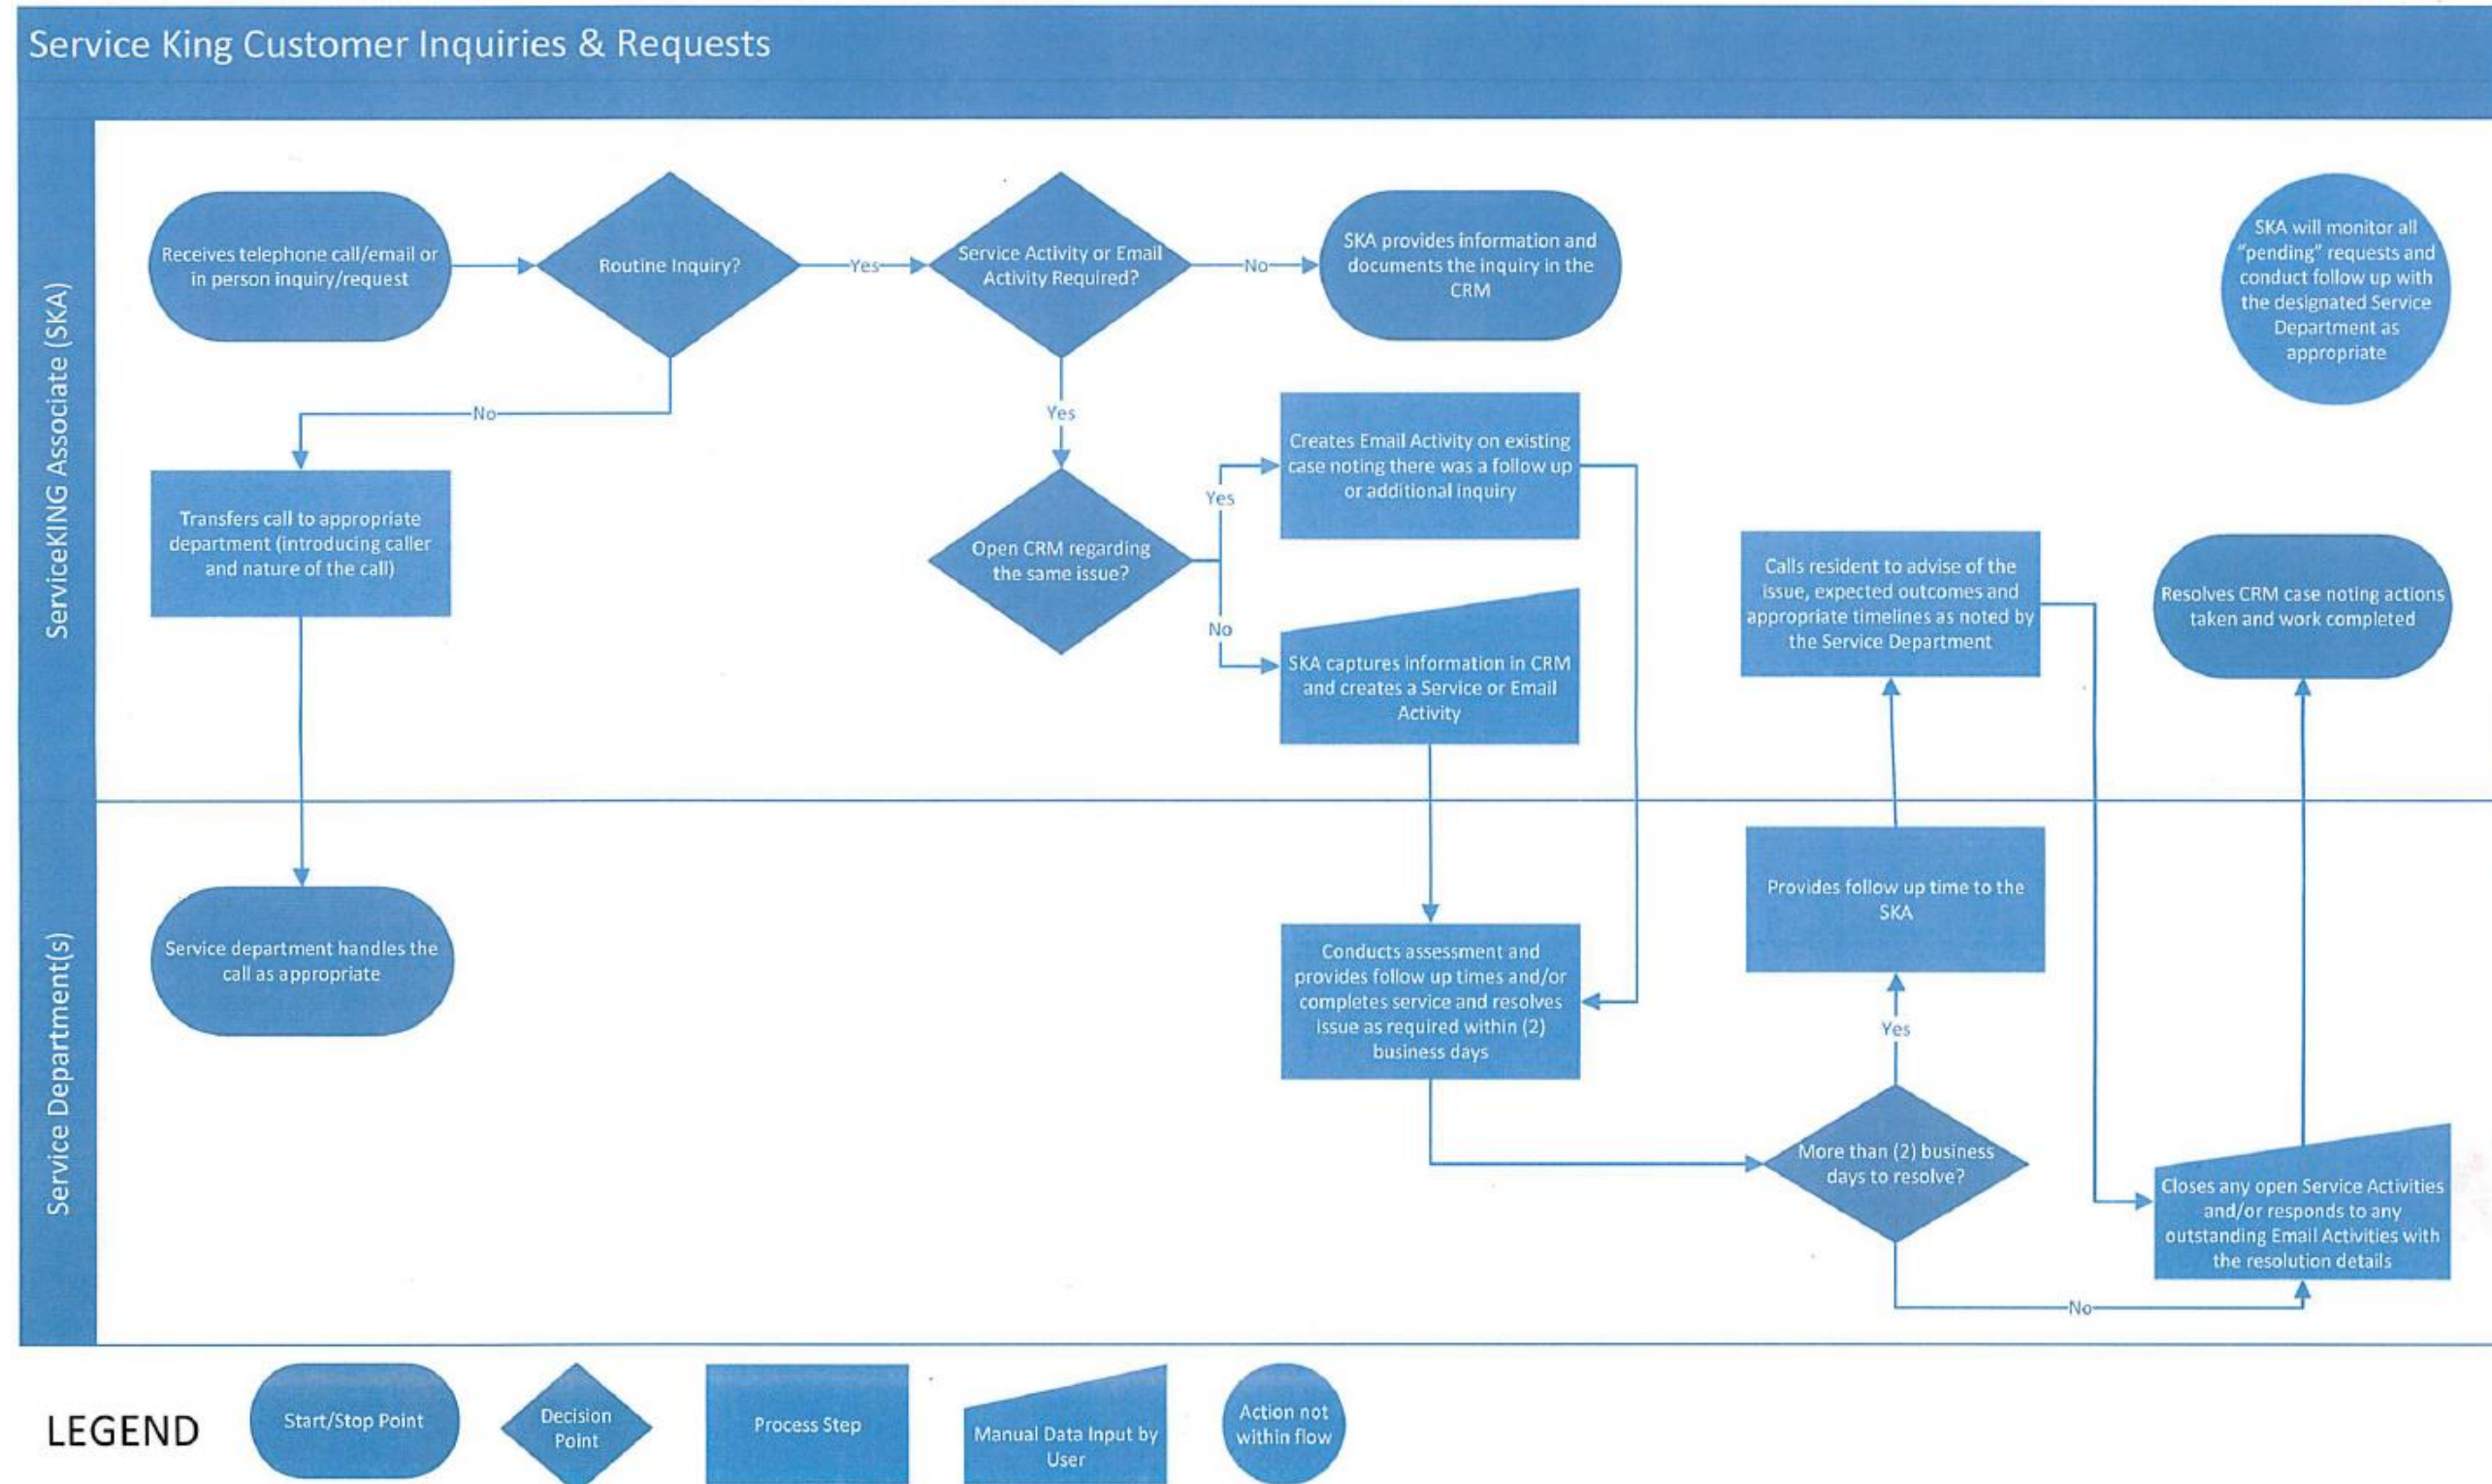 Service King Customer Inquiries & Requests
ServiceKING Associate (SKA)
Receives telephone call/email or
in person inquiry/request
Routine Inquiry?
Yes
Service Activity or Email
Activity Required?
No
SKA provides information and
documents the inquiry in the
CRM
SKA will monitor all
"pending" requests and
conduct follow up with
the designated Service
Department as
appropriate
No
Yes
Transfers call to appropriate
department (introducing caller
and nature of the call)
Open CRM regarding
the same issue?
Yes
Creates Email Activity on existing
case noting there was a follow up
or additional inquiry
No
SKA captures information in CRM
and creates a Service or Email
Activity
Calls resident to advise of the
issue, expected outcomes and
appropriate timelines as noted by
the Service Department
Resolves CRM case noting actions
taken and work completed
Service Department(s)
Service department handles the
call as appropriate
Conducts assessment and
provides follow up times and/or
completes service and resolves
issue as required within (2)
business days
Provides follow up time to the
SKA
Yes
More than (2) business
days to resolve?
No
Closes any open Service Activities
and/or responds to any
outstanding Email Activities with
the resolution details
LEGEND
Start/Stop Point
Decision
Point
Process Step
Manual Data Input by
User
Action not
within flow